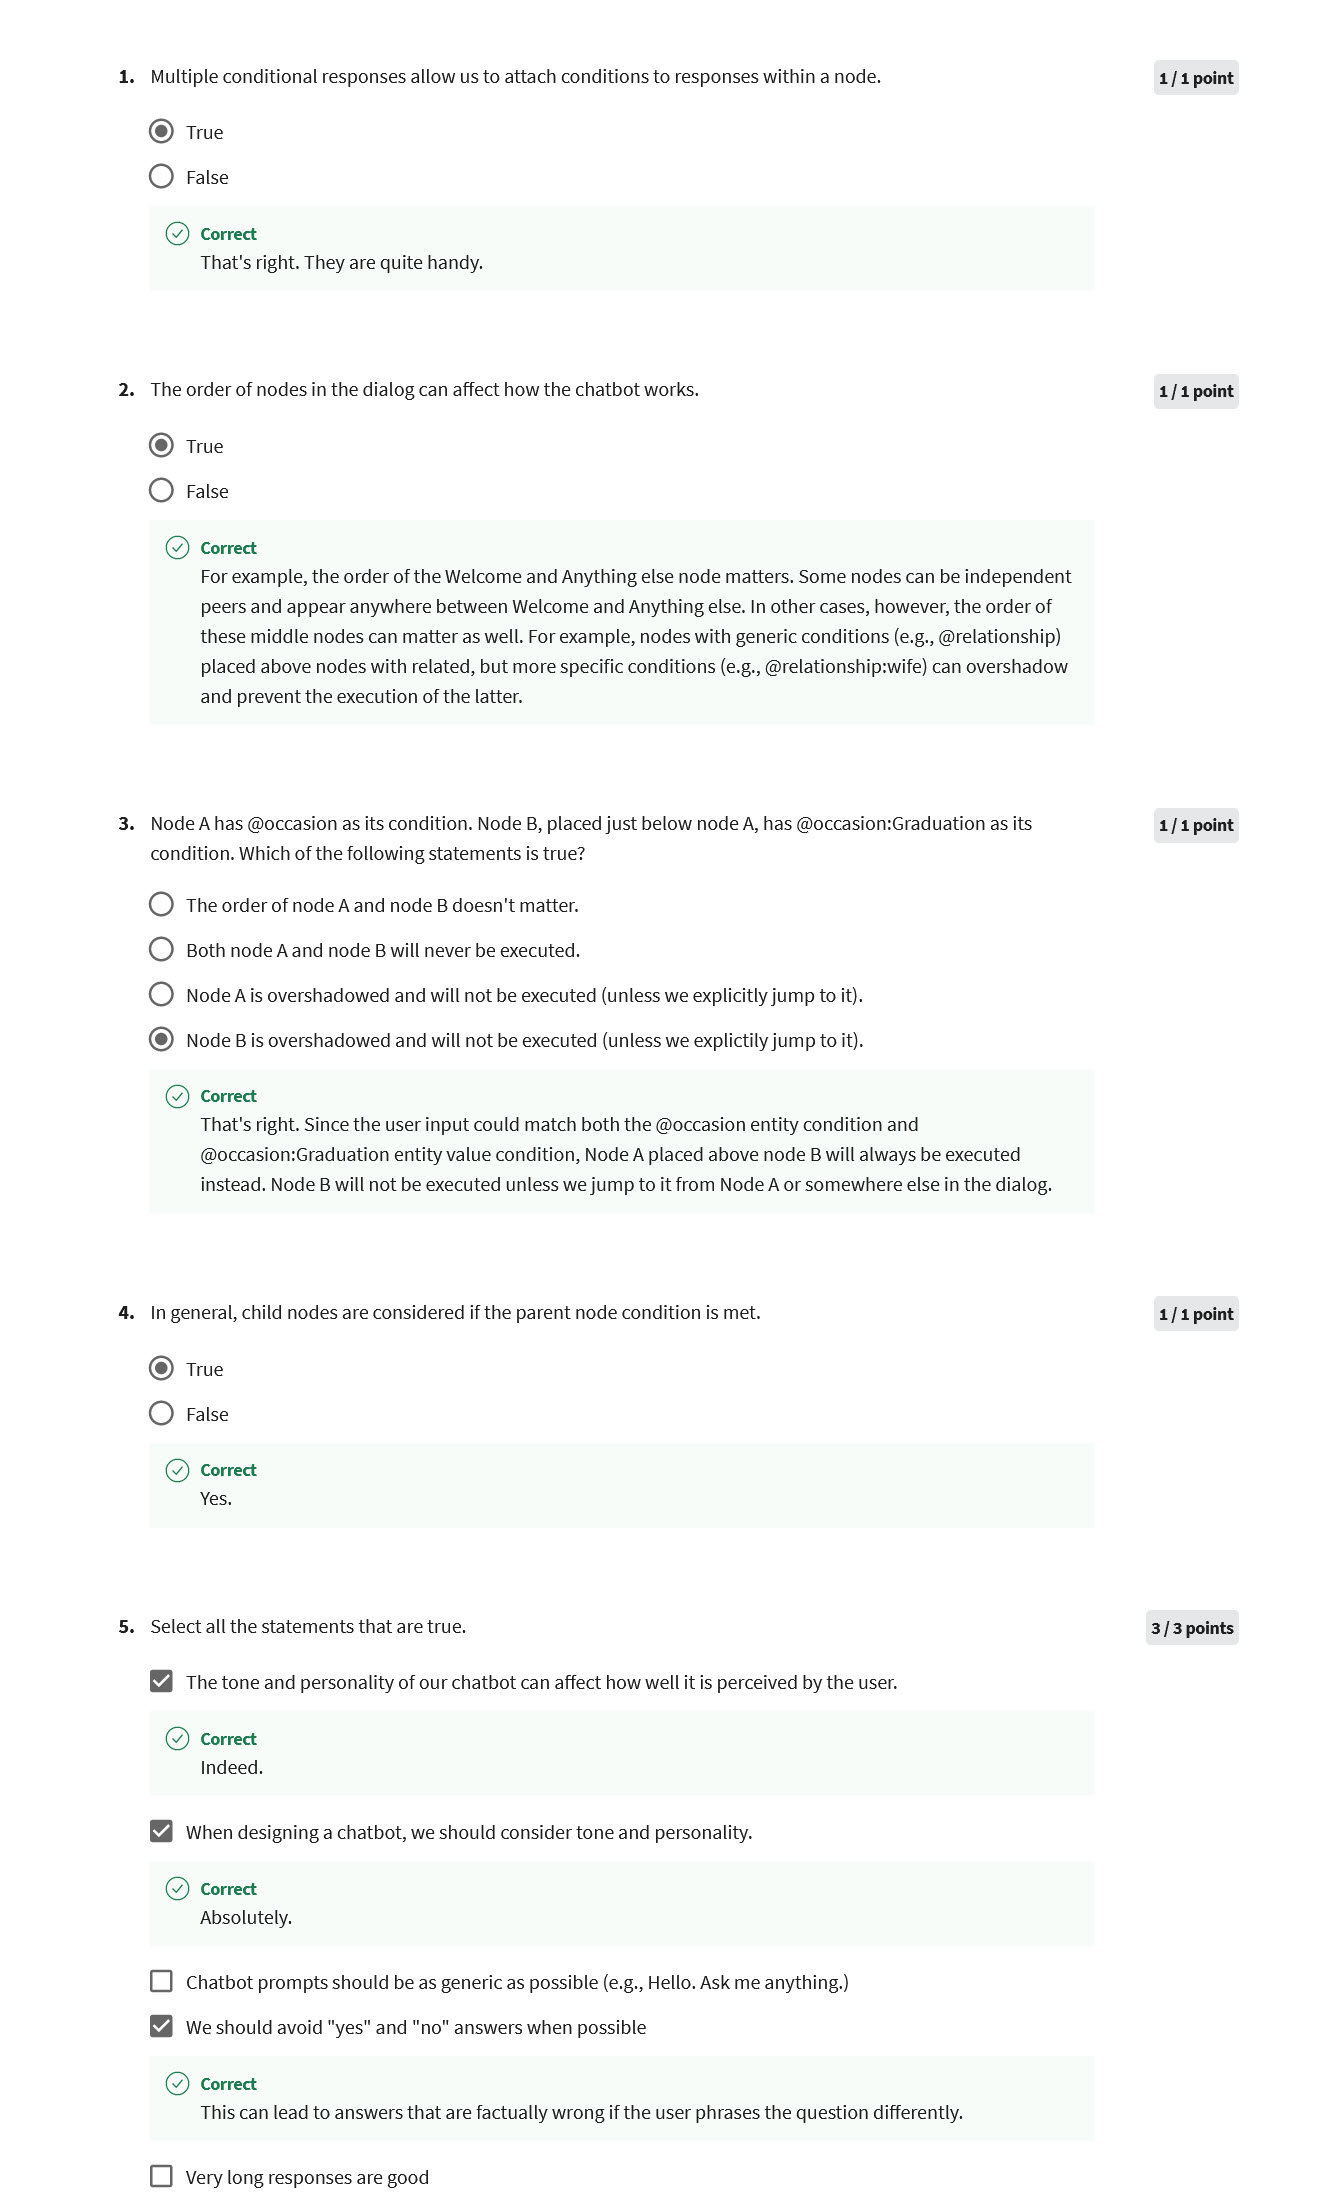 1. Multiple conditional responses allow us to attach conditions to responses within a node.
1 / 1 point
True
False
Correct
That's right. They are quite handy.
2. The order of nodes in the dialog can affect how the chatbot works.
1 / 1 point
True
False
Correct
For example, the order of the Welcome and Anything else node matters. Some nodes can be independent
peers and appear anywhere between Welcome and Anything else. In other cases, however, the order of
these middle nodes can matter as well. For example, nodes with generic conditions (e.g., @relationship)
placed above nodes with related, but more specific conditions (e.g., @relationship:wife) can overshadow
and prevent the execution of the latter.
3. Node A has @occasion as its condition. Node B, placed just below node A, has @occasion:Graduation as its
condition. Which of the following statements is true?
1 / 1 point
The order of node A and node B doesn't matter.
Both node A and node B will never be executed.
Node A is overshadowed and will not be executed (unless we explicitly jump to it).
Node B is overshadowed and will not be executed (unless we explictily jump to it).
Correct
That's right. Since the user input could match both the @occasion entity condition and
@occasion:Graduation entity value condition, Node A placed above node B will always be executed
instead. Node B will not be executed unless we jump to it from Node A or somewhere else in the dialog.
4. In general, child nodes are considered if the parent node condition is met.
1 / 1 point
True
False
Correct
Yes.
5. Select all the statements that are true.
3 / 3 points
The tone and personality of our chatbot can affect how well it is perceived by the user.
Correct
Indeed.
When designing a chatbot, we should consider tone and personality.
Correct
Absolutely.
Chatbot prompts should be as generic as possible (e.g., Hello. Ask me anything.)
We should avoid "yes" and "no" answers when possible
Correct
This can lead to answers that are factually wrong if the user phrases the question differently.
Very long responses are good